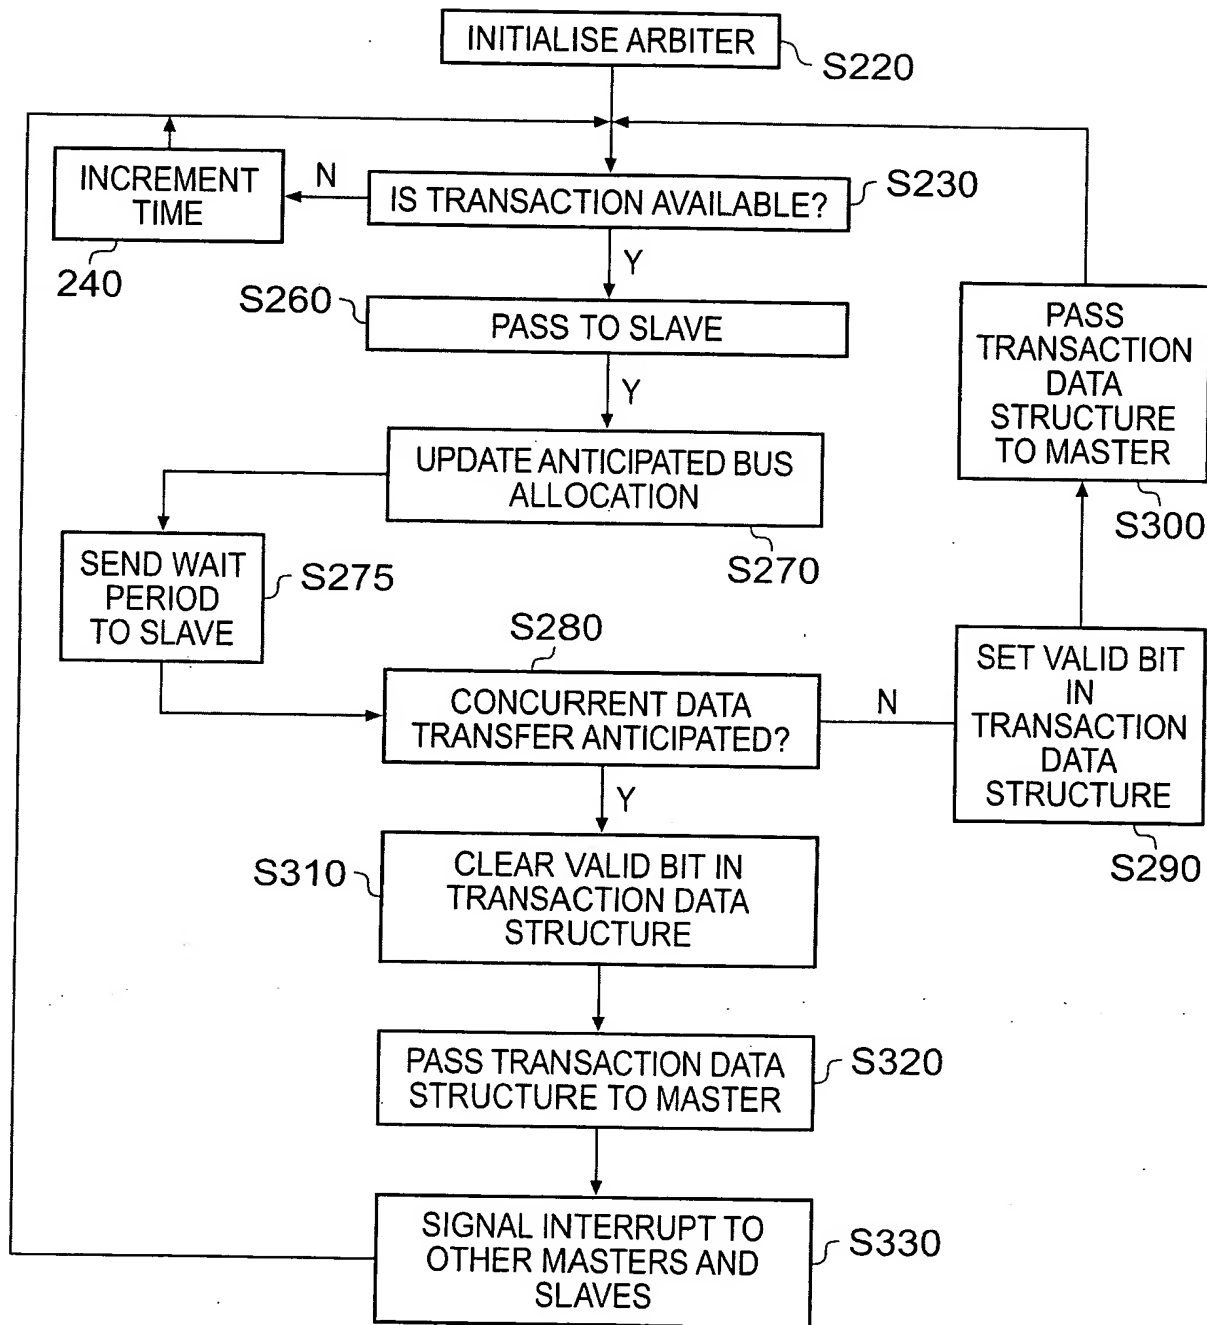 INITIALISE ARBITER
S220
INCREMENT
TIME
240
N
IS TRANSACTION AVAILABLE?
S230
Y
S260
PASS TO SLAVE
Y
UPDATE ANTICIPATED BUS
ALLOCATION
S270
SEND WAIT
PERIOD
TO SLAVE
S275
S280
CONCURRENT DATA
TRANSFER ANTICIPATED?
N
SET VALID BIT
IN
TRANSACTION
DATA
STRUCTURE
S290
PASS
TRANSACTION
DATA
STRUCTURE
TO MASTER
S300
Y
S310
CLEAR VALID BIT IN
TRANSACTION DATA
STRUCTURE
PASS TRANSACTION DATA
STRUCTURE TO MASTER
S320
SIGNAL INTERRUPT TO
OTHER MASTERS AND
SLAVES
S330